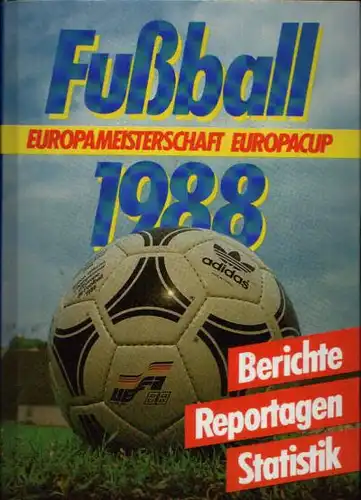 Fußball
EUROPAMEISTERSCHAFT EUROPACUP
1988
adidas
Berichte
Reportagen
Statistik